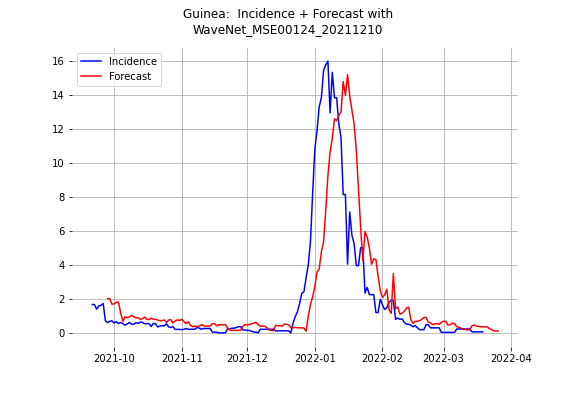 Guinea:  Incidence + Forecast with
WaveNet_MSE00124_20211210
Incidence
Forecast
16
14
12
10
8
6
4
2
0
2021-10 2021-11 2021-12 2022-01 2022-02 2022-03 2022-04